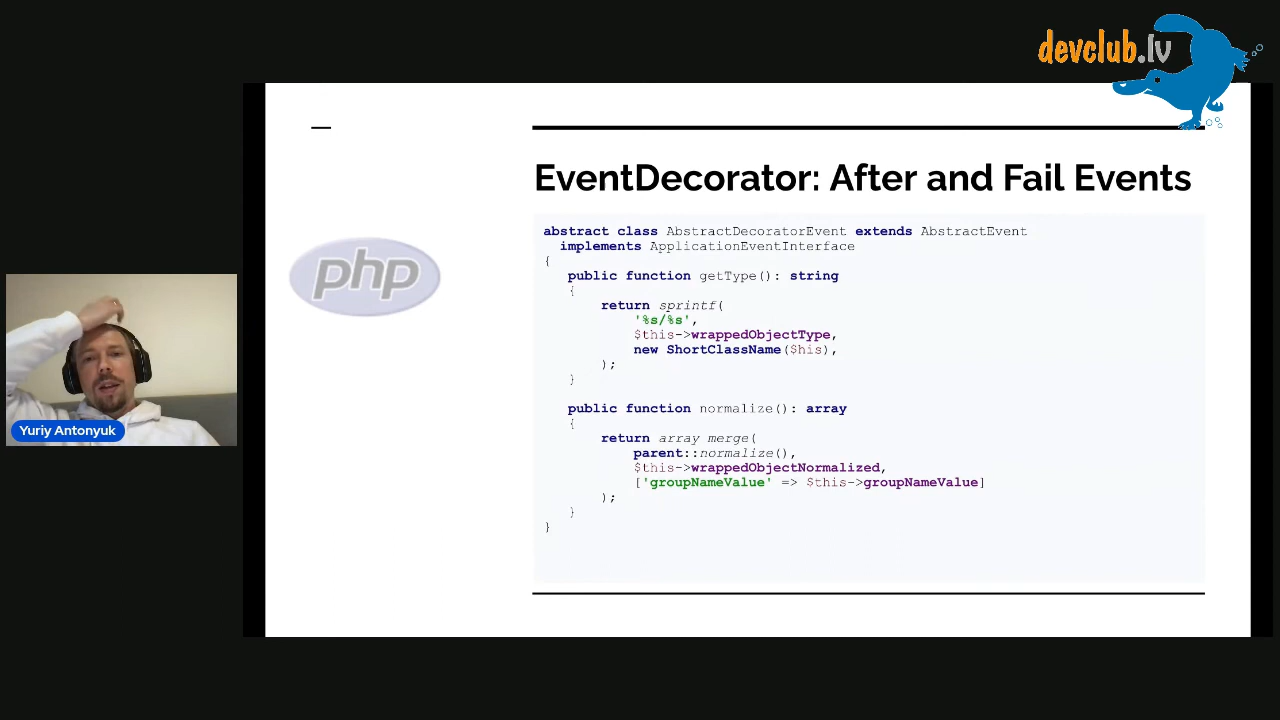 devclub.lv
EventDecorator: After and Fail Events
php
abstract class AbstractDecoratorEvent extends AbstractEvent
implements ApplicationEventInterface
{
public function getType(): string
{
return sprintf(
'%s/%s',
$this->wrappedObjectType,
new ShortClassName($this),
);
}
public function normalize(): array
{
return array_merge(
parent::normalize(),
$this->wrappedObjectNormalized,
['groupNameValue' => $this->groupNameValue]
);
}
}
Yuriy Antonyuk